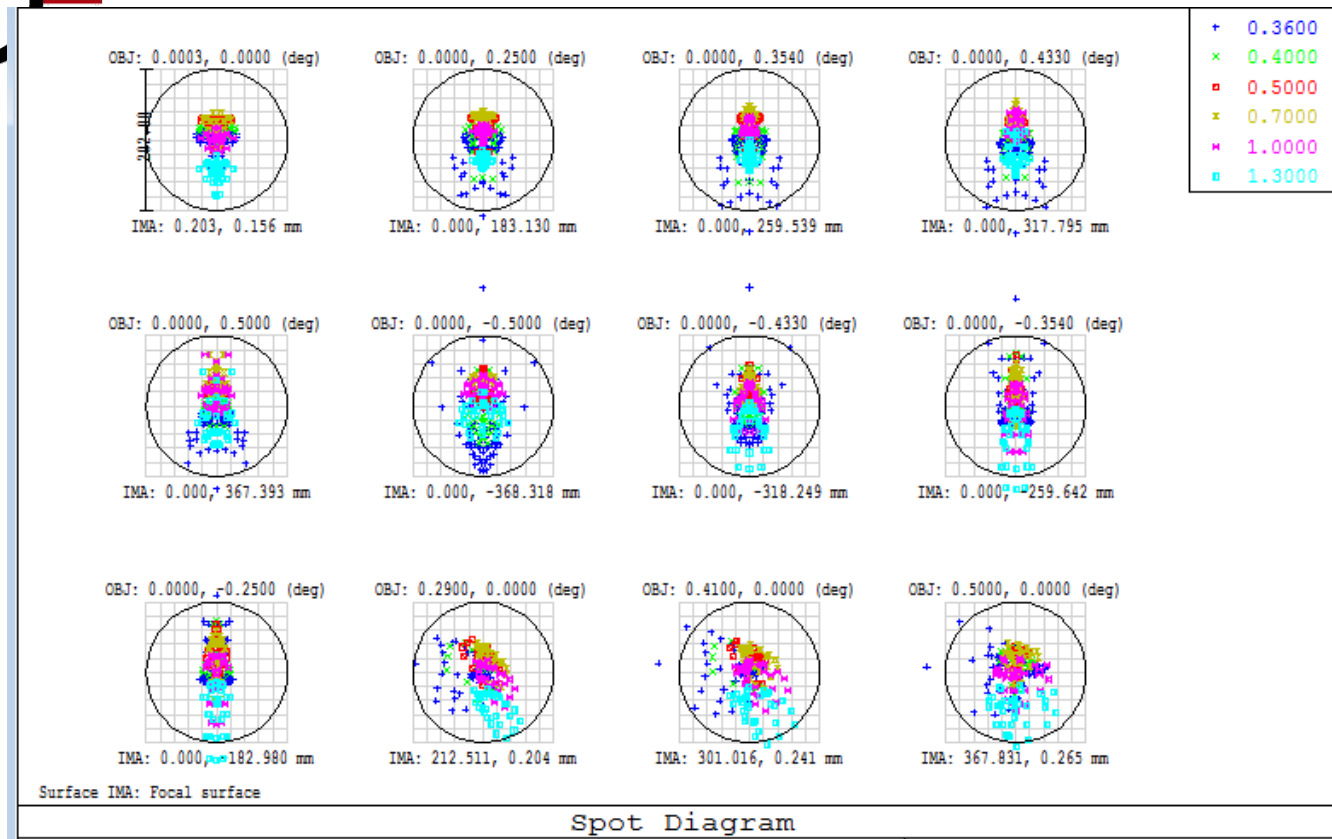 0.3600
0.4000
0.5000
0.7000
1.0000
1.3000
OBJ: 0.0003, 0.0000 (deg)
OBJ: 0.0000, 0.2500 (deg)
OBJ: 0.0000, 0.3540 (deg)
OBJ: 0.0000, 0.4330 (deg)
202.00
IMA: 0.203, 0.156 mm
IMA: 0.000, 183.130 mm
IMA: 0.000, 259.539 mm
IMA: 0.000, 317.795 mm
OBJ: 0.0000, 0.5000 (deg)
OBJ: 0.0000, -0.5000 (deg)
OBJ: 0.0000, -0.4330 (deg)
OBJ: 0.0000, -0.3540 (deg)
IMA: 0.000, 367.393 mm
IMA: 0.000, -368.318 mm
IMA: 0.000, -318.249 mm
IMA: 0.000, -259.642 mm
OBJ: 0.0000, -0.2500 (deg)
OBJ: 0.2900, 0.0000 (deg)
OBJ: 0.4100, 0.0000 (deg)
OBJ: 0.5000, 0.0000 (deg)
IMA: 0.000, -182.980 mm
IMA: 212.511, 0.204 mm
IMA: 301.016, 0.241 mm
IMA: 367.831, 0.265 mm
Surface IMA: Focal surface
Spot Diagram